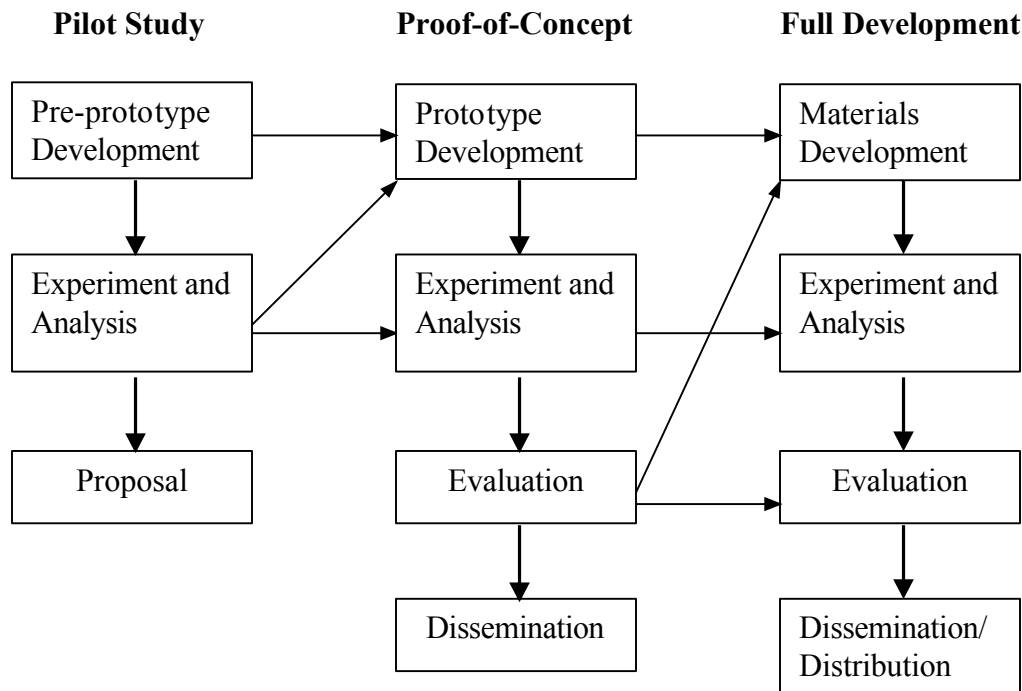 Pilot Study
Proof-of-Concept
Full Development
Pre-prototype
Development
Prototype
Development
Materials
Development
Experiment and
Analysis
Experiment and
Analysis
Experiment and
Analysis
Proposal
Evaluation
Evaluation
Dissemination
Dissemination/
Distribution